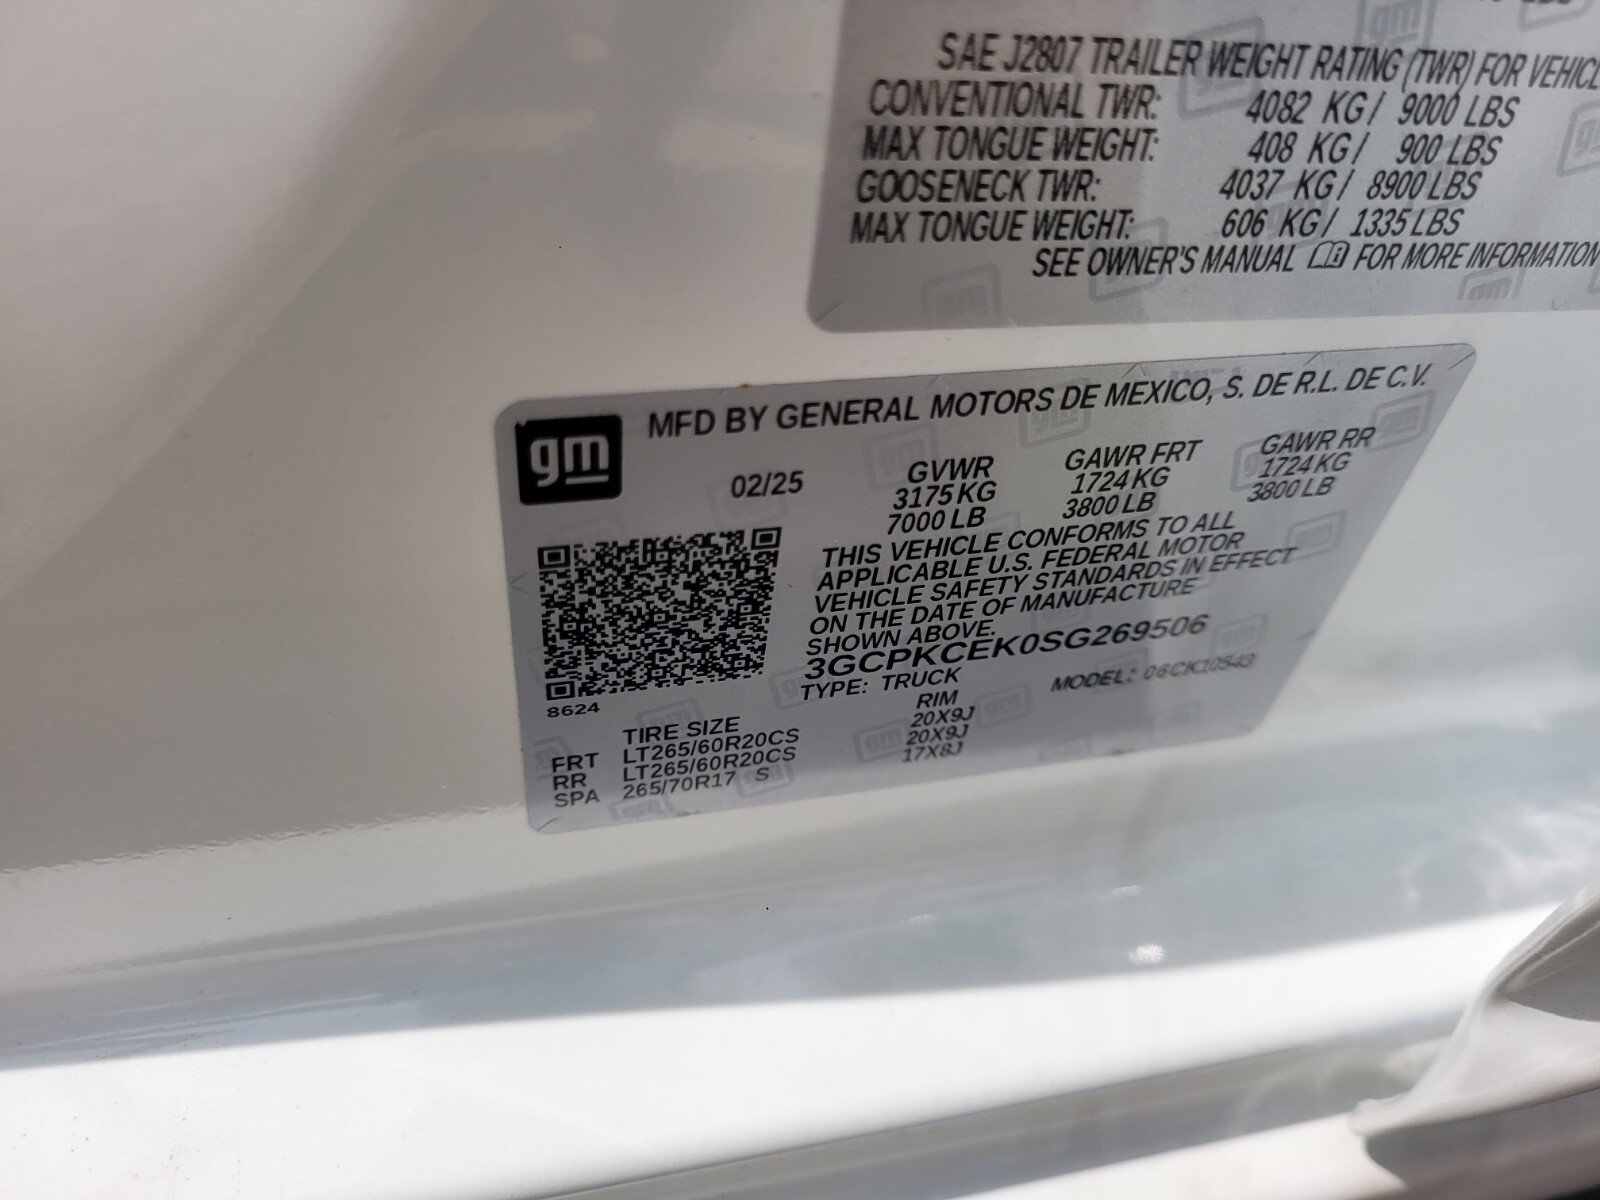 SAE J2807 TRAILER WEIGHT RATING (TWR) FOR VEHICLE
CONVENTIONAL TWR: 4082 KG / 9000 LBS
MAX TONGUE WEIGHT: 408 KG / 900 LBS
GOOSENECK TWR: 4037 KG / 8900 LBS
MAX TONGUE WEIGHT: 606 KG / 1335 LBS
SEE OWNER'S MANUAL FOR MORE INFORMATION
gm
MFD BY GENERAL MOTORS DE MEXICO, S. DE R.L. DE C.V.
02/25 GVWR GAWR FRT GAWR RR
3175 KG 1724 KG 1724 KG
7000 LB 3800 LB 3800 LB
THIS VEHICLE CONFORMS TO ALL
APPLICABLE U.S. FEDERAL MOTOR
VEHICLE SAFETY STANDARDS IN EFFECT
ON THE DATE OF MANUFACTURE
SHOWN ABOVE.
3GCPKCEK0SG269506
TYPE: TRUCK MODEL: 06CK10543
8624
TIRE SIZE RIM
FRT LT265/60R20CS 20X9J
RR LT265/60R20CS 20X9J
SPA 265/70R17 S 17X8J